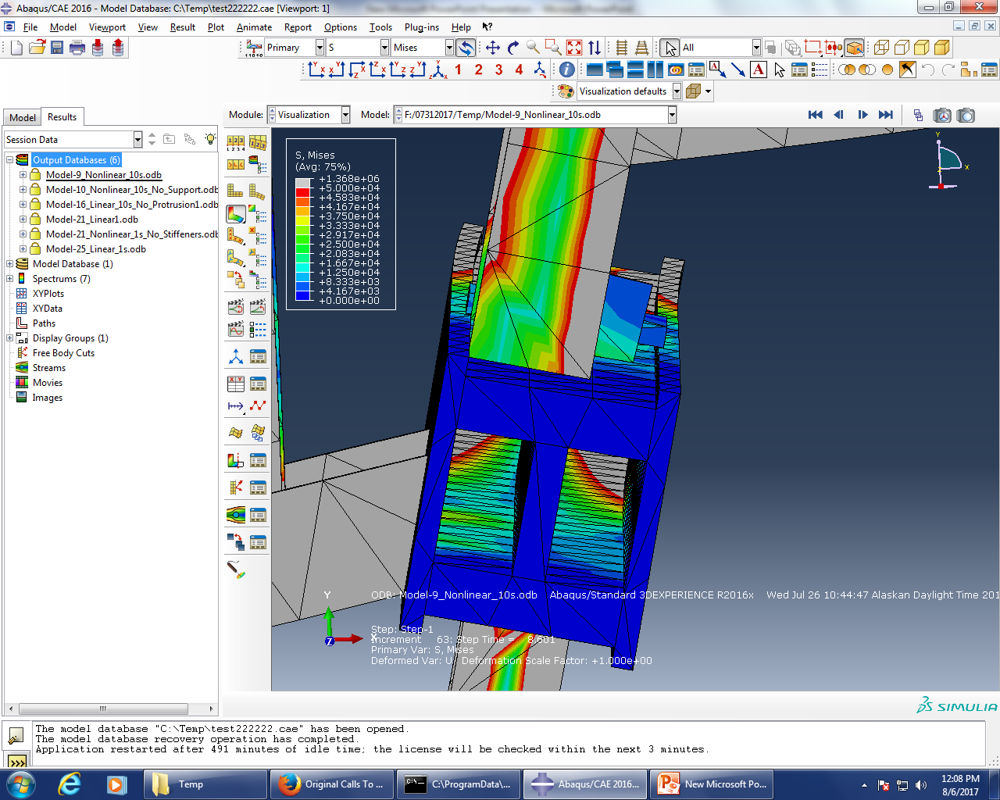 Abaqus/CAE 2016 - Model Database: C:\Temp\test222222.cae [Viewport: 1]
File Model Viewport View Result Plot Animate Report Options Tools Plug-ins Help
Primary S Mises All
1 2 3 4
Visualization defaults
Model Results
Module: Visualization Model: F:/07312017/Temp/Model-9_Nonlinear_10s.odb
Session Data
Output Databases (6)
Model-9_Nonlinear_10s.odb
Model-10_Nonlinear_10s_No_Support.odb
Model-16_Linear_10s_No_Protrusion1.odb
Model-21_Linear1.odb
Model-21_Nonlinear_1s_No_Stiffeners.odb
Model-25_Linear_1s.odb
Model Database (1)
Spectrums (7)
XYPlots
XYData
Paths
Display Groups (1)
Free Body Cuts
Streams
Movies
Images
S, Mises
(Avg: 75%)
+1.368e+06
+5.000e+04
+4.583e+04
+4.167e+04
+3.750e+04
+3.333e+04
+2.917e+04
+2.500e+04
+2.083e+04
+1.667e+04
+1.250e+04
+8.333e+03
+4.167e+03
+0.000e+00
Y
X
Y
X
Z
ODB: Model-9_Nonlinear_10s.odb Abaqus/Standard 3DEXPERIENCE R2016x Wed Jul 26 10:44:47 Alaskan Daylight Time 201
Step: Step-1
Increment 63: Step Time = 8.601
Primary Var: S, Mises
Deformed Var: U Deformation Scale Factor: +1.000e+00
SIMULIA
The model database "C:\Temp\test222222.cae" has been opened.
The model database recovery operation has completed.
Application restarted after 491 minutes of idle time; the license will be checked within the next 3 minutes.
>>>
Temp
Original Calls To ...
C:\ProgramData\...
Abaqus/CAE 2016...
New Microsoft Po...
12:08 PM
8/6/2017